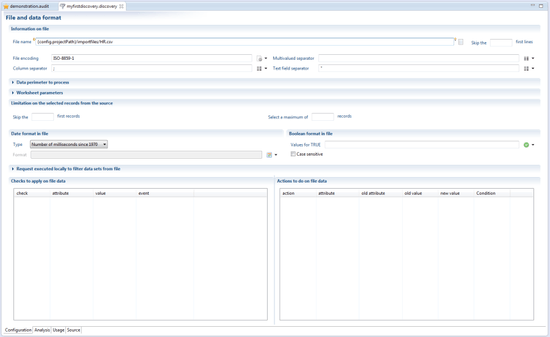 demonstration.audit
myfirstdiscovery.discovery
File and data format
Information on file
File name
{config.projectPath}/importfiles/HR.csv
Skip the
first lines
File encoding
ISO-8859-1
Multivalued separator
Column separator
;
Text field separator
"
Data perimeter to process
Worksheet parameters
Limitation on the selected records from the source
Skip the
first records
Select a maximum of
records
Date format in file
Boolean format in file
Type
Number of milliseconds since 1970
Values for TRUE
Format
Case sensitive
Request executed locally to filter data sets from file
Checks to apply on file data
Actions to do on file data
check attribute value event
action attribute old attribute old value new value Condition
Configuration Analysis Usage Source